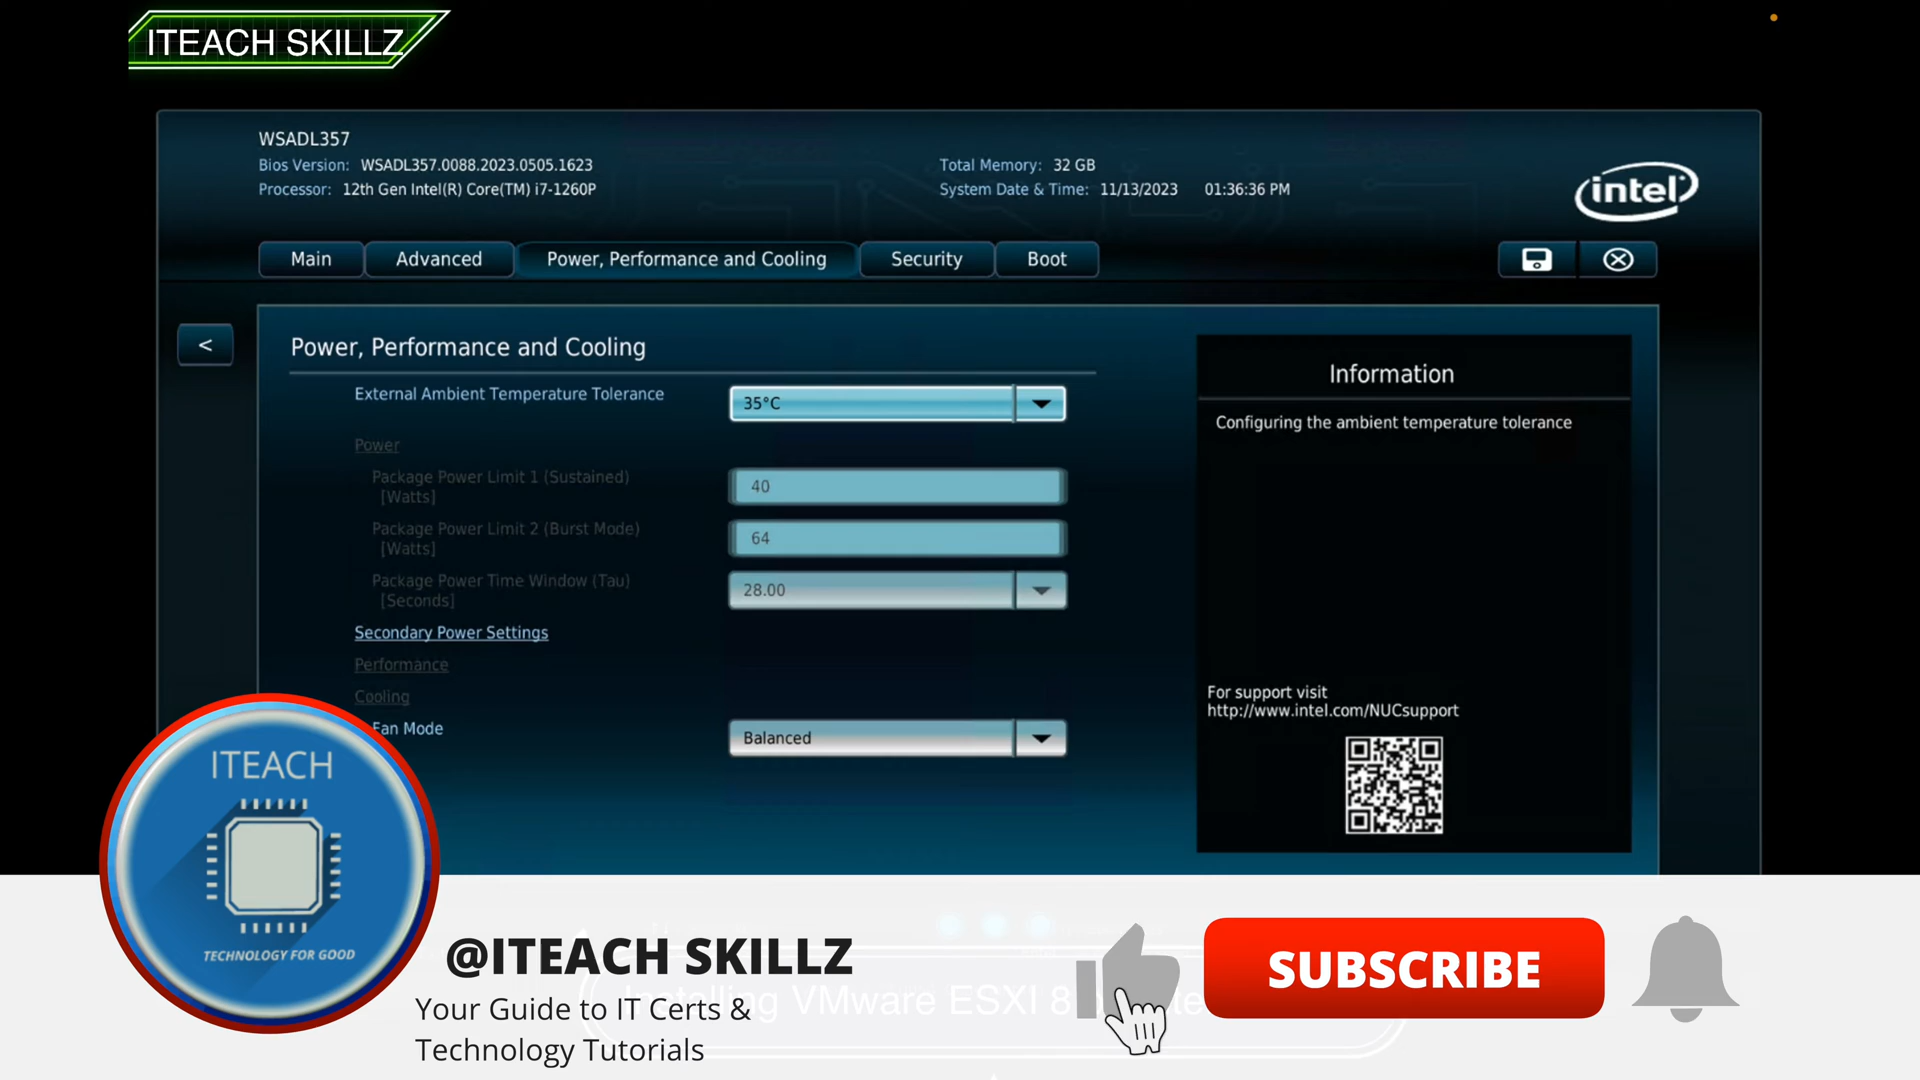 ITEACH SKILLZ
WSADL357
Bios Version: WSADL357.0088.2023.0505.1623
Processor: 12th Gen Intel(R) Core(TM) i7-1260P
Total Memory: 32 GB
System Date & Time: 11/13/2023 01:36:36 PM
intel
Main Advanced Power, Performance and Cooling Security Boot
<
Power, Performance and Cooling
External Ambient Temperature Tolerance 35°C
Power
Package Power Limit 1 (Sustained)
[Watts]
40
Package Power Limit 2 (Burst Mode)
[Watts]
64
Package Power Time Window (Tau)
[Seconds]
28.00
Secondary Power Settings
Performance
Cooling
Fan Mode Balanced
Information
Configuring the ambient temperature tolerance
For support visit
http://www.intel.com/NUCsupport
ITEACH
TECHNOLOGY FOR GOOD
@ITEACH SKILLZ
Your Guide to IT Certs &
Technology Tutorials
Installing VMware ESXI 8
SUBSCRIBE